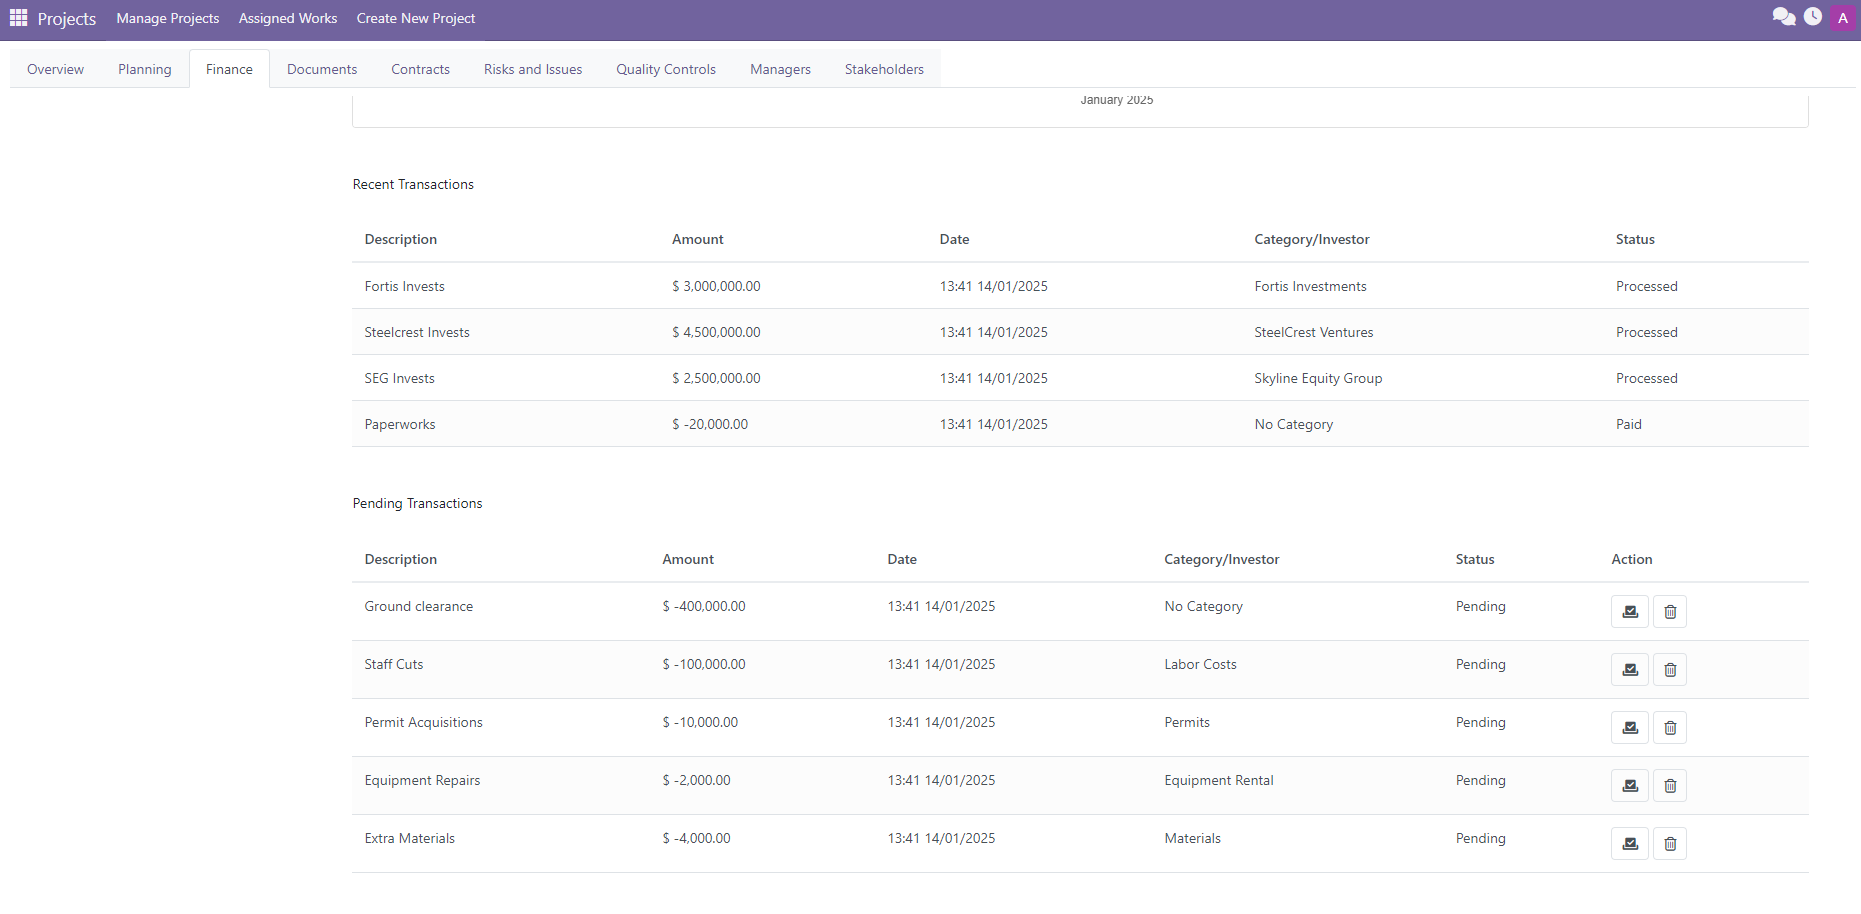 Projects Manage Projects Assigned Works Create New Project A
Overview Planning Finance Documents Contracts Risks and Issues Quality Controls Managers Stakeholders
January 2025
Recent Transactions
Description Amount Date Category/Investor Status
Fortis Invests $ 3,000,000.00 13:41 14/01/2025 Fortis Investments Processed
Steelcrest Invests $ 4,500,000.00 13:41 14/01/2025 SteelCrest Ventures Processed
SEG Invests $ 2,500,000.00 13:41 14/01/2025 Skyline Equity Group Processed
Paperworks $ -20,000.00 13:41 14/01/2025 No Category Paid
Pending Transactions
Description Amount Date Category/Investor Status Action
Ground clearance $ -400,000.00 13:41 14/01/2025 No Category Pending
Staff Cuts $ -100,000.00 13:41 14/01/2025 Labor Costs Pending
Permit Acquisitions $ -10,000.00 13:41 14/01/2025 Permits Pending
Equipment Repairs $ -2,000.00 13:41 14/01/2025 Equipment Rental Pending
Extra Materials $ -4,000.00 13:41 14/01/2025 Materials Pending